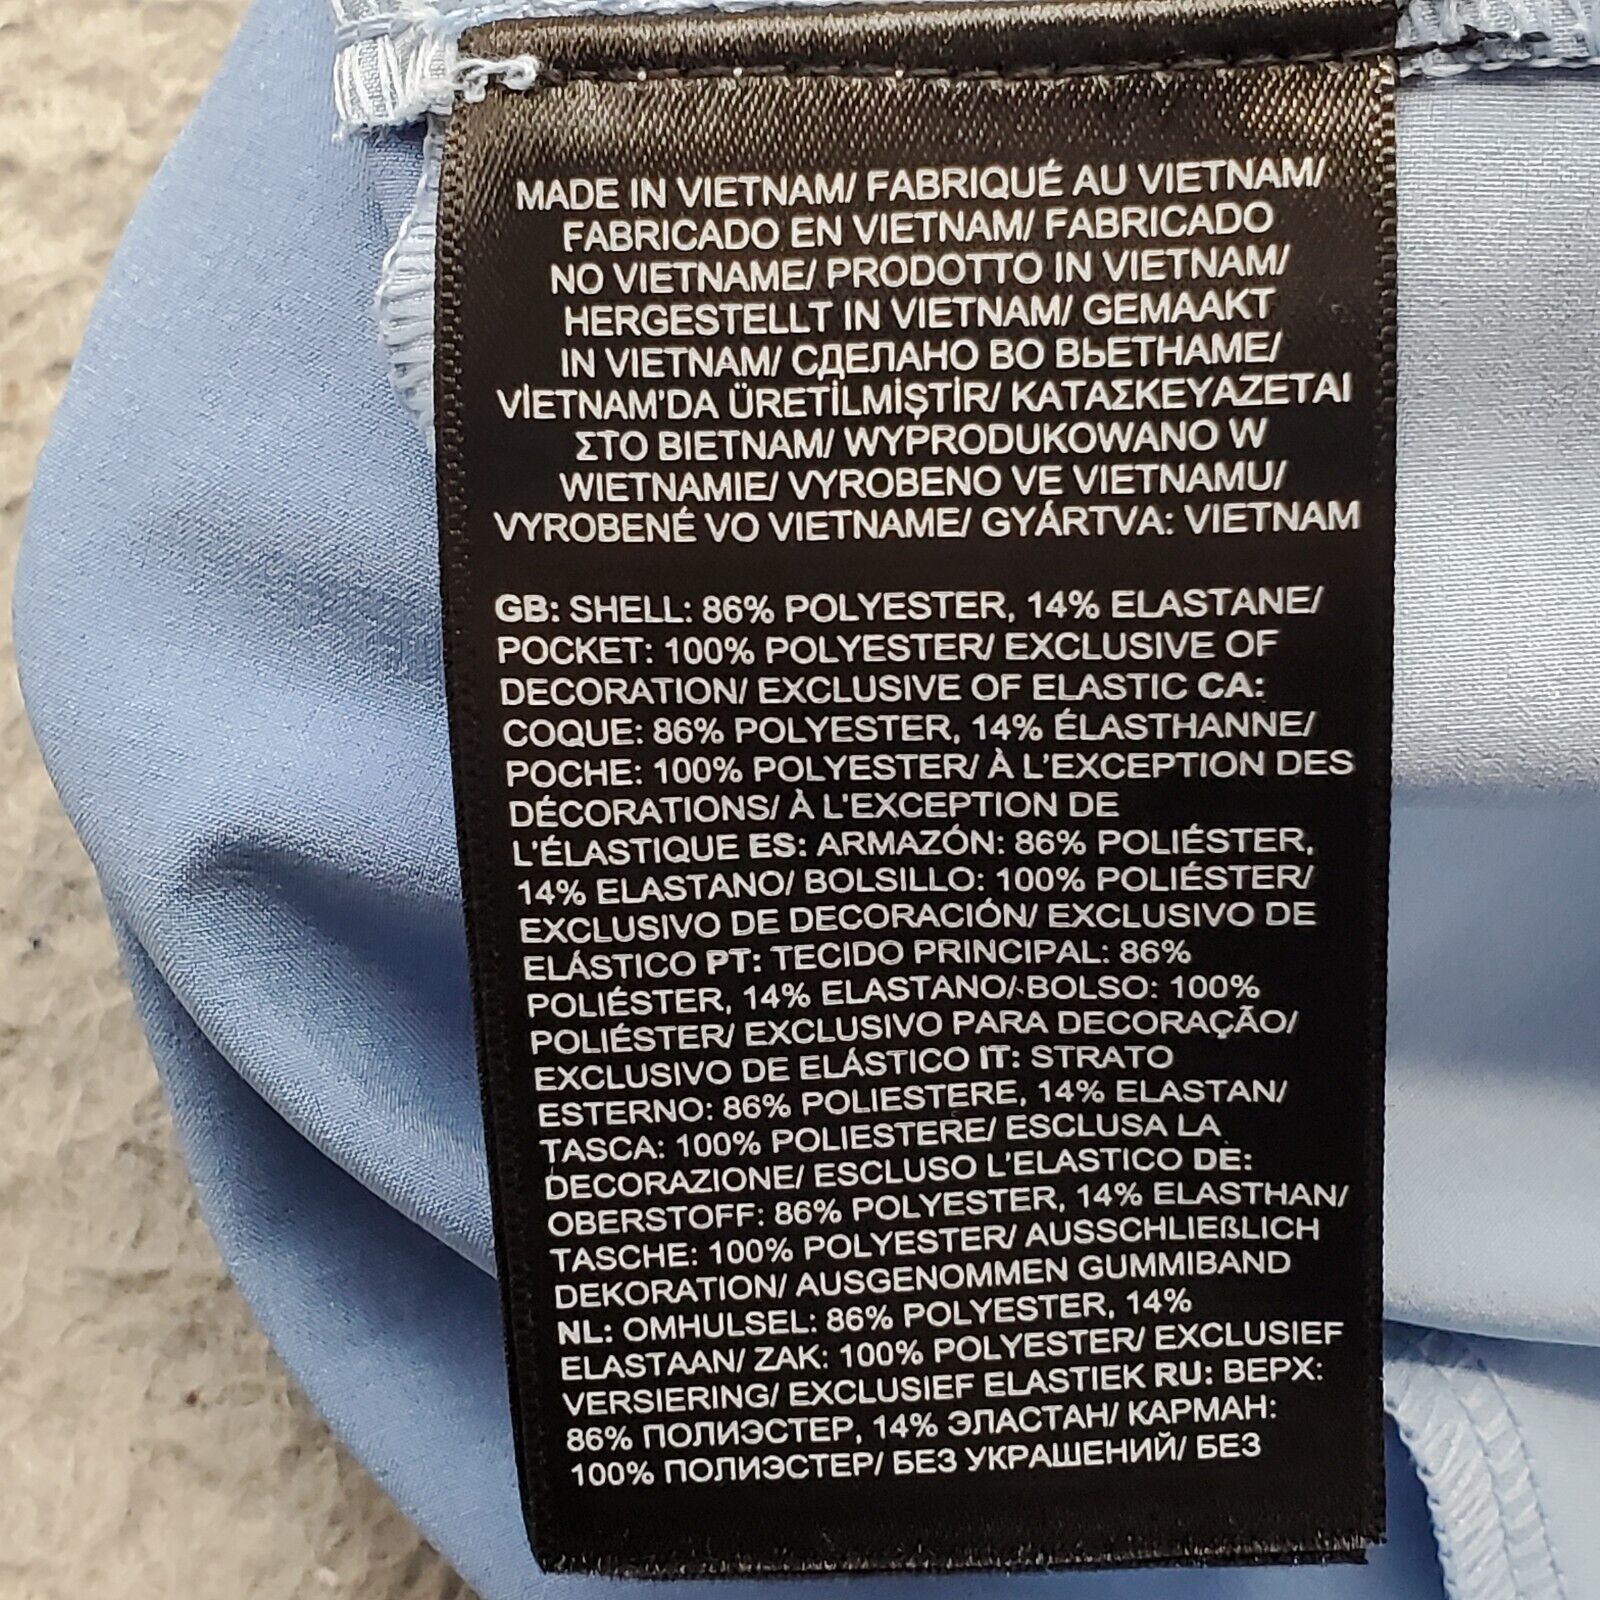 MADE IN VIETNAM/ FABRIQUÉ AU VIETNAM/
FABRICADO EN VIETNAM/ FABRICADO
NO VIETNAME/ PRODOTTO IN VIETNAM/
HERGESTELLT IN VIETNAM/ GEMAAKT
IN VIETNAM/ СДЕЛАНО ВО ВЬЕТНАМЕ/
VİETNAM'DA ÜRETİLMİŞTİR/ ΚΑΤΑΣΚΕΥΑΖΕΤΑΙ
ΣΤΟ ΒΙΕΤΝΑΜ/ WYPRODUKOWANO W
WIETNAMIE/ VYROBENO VE VIETNAMU/
VYROBENÉ VO VIETNAME/ GYÁRTVA: VIETNAM
GB: SHELL: 86% POLYESTER, 14% ELASTANE/
POCKET: 100% POLYESTER/ EXCLUSIVE OF
DECORATION/ EXCLUSIVE OF ELASTIC CA:
COQUE: 86% POLYESTER, 14% ÉLASTHANNE/
POCHE: 100% POLYESTER/ À L'EXCEPTION DES
DÉCORATIONS/ À L'EXCEPTION DE
L'ÉLASTIQUE ES: ARMAZÓN: 86% POLIÉSTER,
14% ELASTANO/ BOLSILLO: 100% POLIÉSTER/
EXCLUSIVO DE DECORACIÓN/ EXCLUSIVO DE
ELÁSTICO PT: TECIDO PRINCIPAL: 86%
POLIÉSTER, 14% ELASTANO/ BOLSO: 100%
POLIÉSTER/ EXCLUSIVO PARA DECORAÇÃO/
EXCLUSIVO DE ELÁSTICO IT: STRATO
ESTERNO: 86% POLIESTERE, 14% ELASTAN/
TASCA: 100% POLIESTERE/ ESCLUSA LA
DECORAZIONE/ ESCLUSO L'ELASTICO DE:
OBERSTOFF: 86% POLYESTER, 14% ELASTHAN/
TASCHE: 100% POLYESTER/ AUSSCHLIEßLICH
DEKORATION/ AUSGENOMMEN GUMMIBAND
NL: OMHULSEL: 86% POLYESTER, 14%
ELASTAAN/ ZAK: 100% POLYESTER/ EXCLUSIEF
VERSIERING/ EXCLUSIEF ELASTIEK RU: ВЕРХ:
86% ПОЛИЭСТЕР, 14% ЭЛАСТАН/ КАРМАН:
100% ПОЛИЭСТЕР/ БЕЗ УКРАШЕНИЙ/ БЕЗ